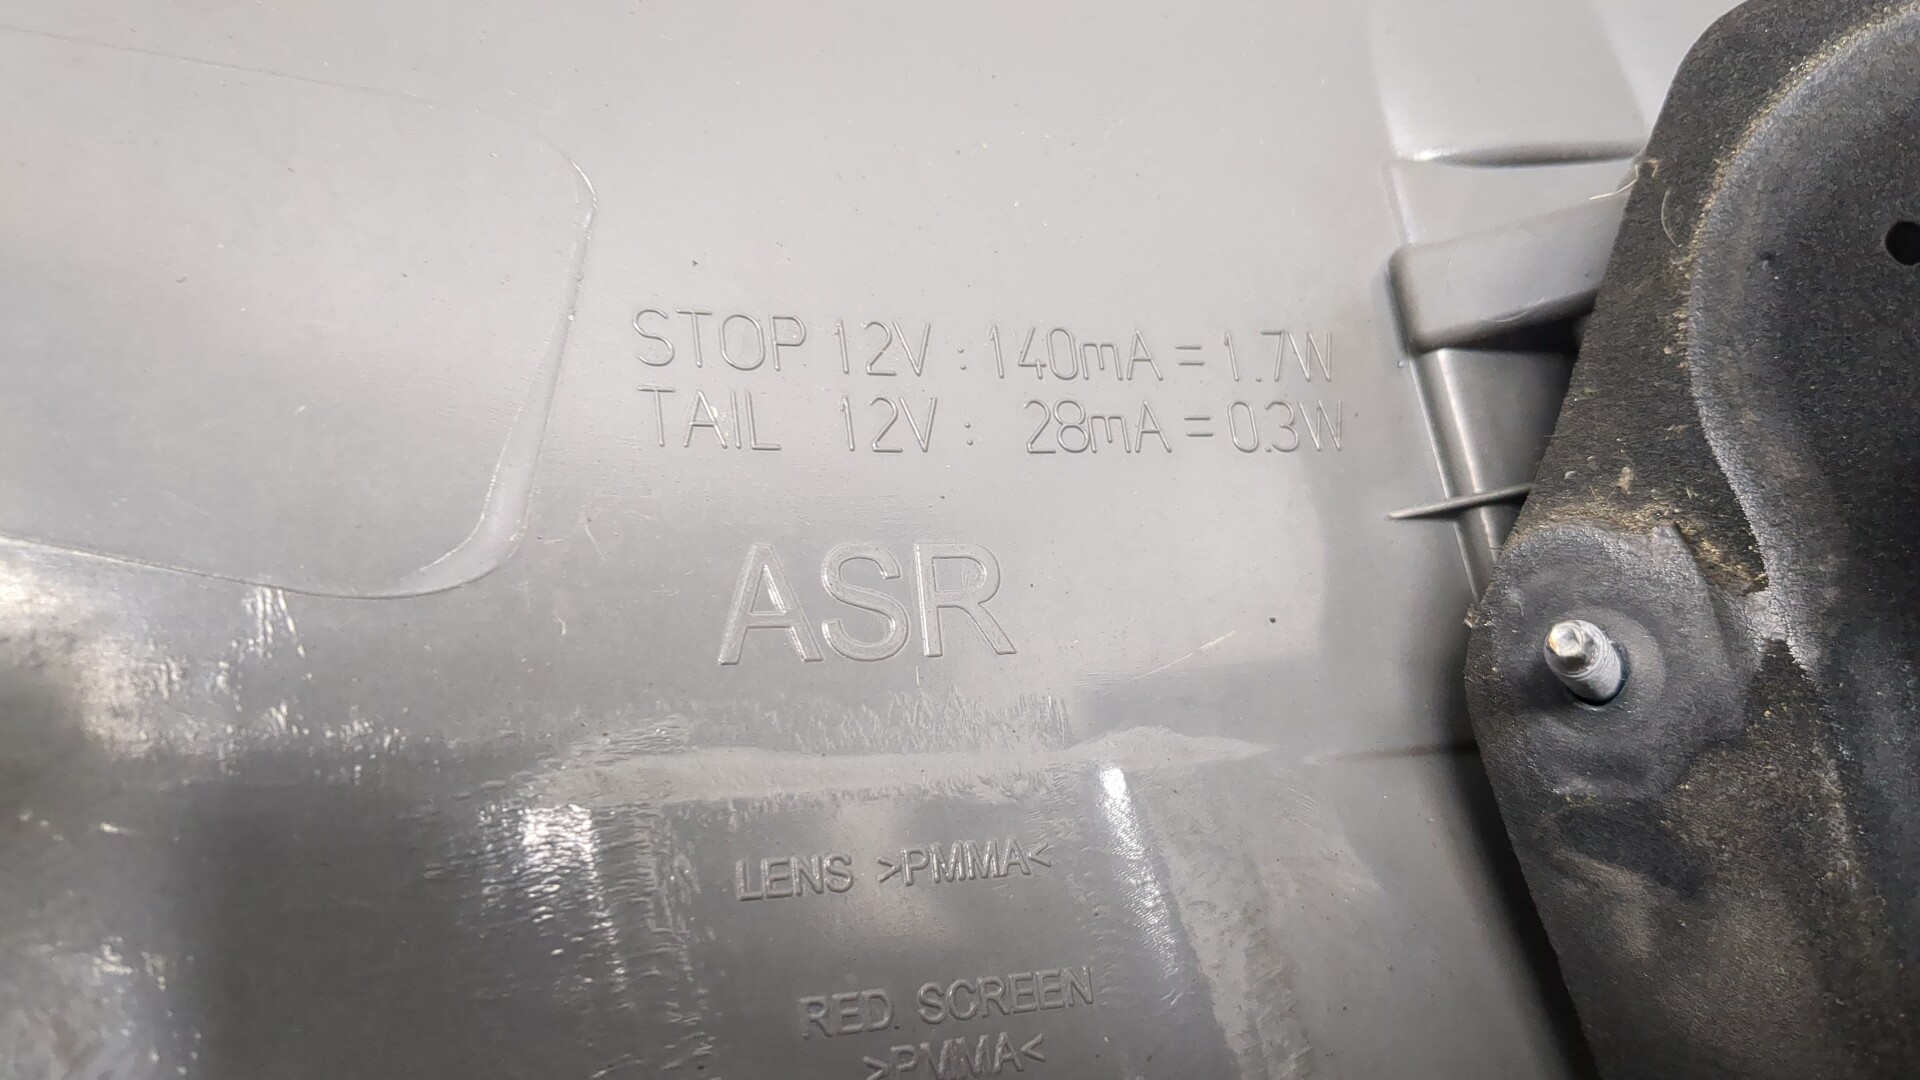 STOP 12V : 140mA = 1.7W
TAIL 12V : 28mA = 0.3W
ASR
LENS >PMMA<
RED. SCREEN
>PMMA<